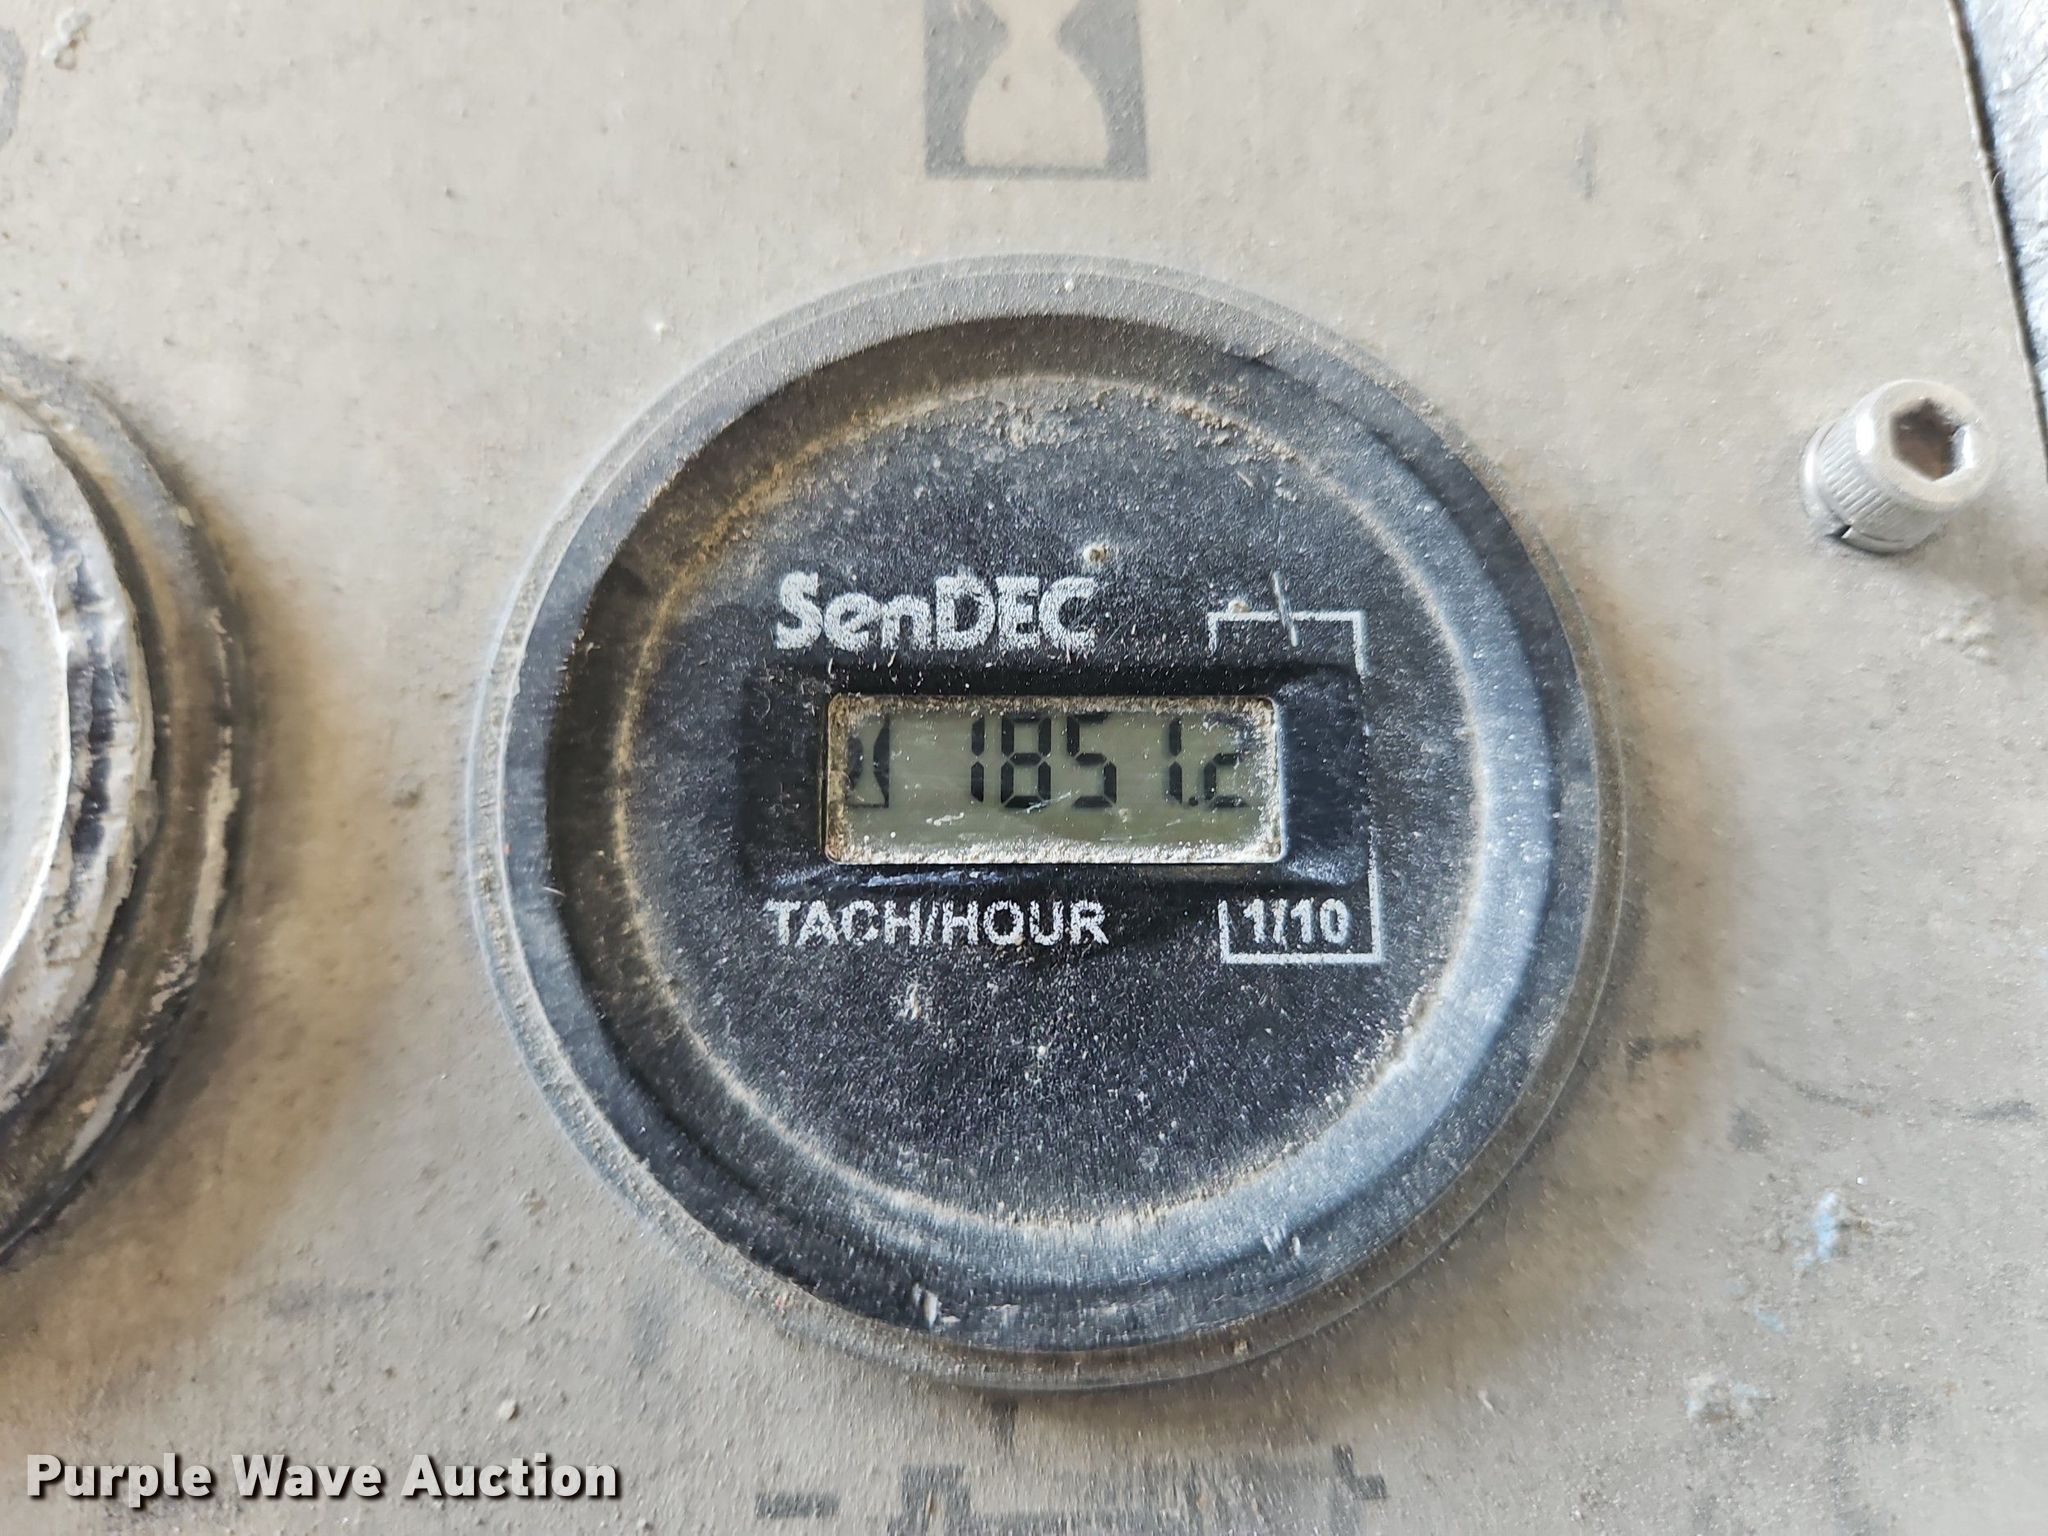 SenDEC
1851.2
TACH/HOUR
1/10
Purple Wave Auction